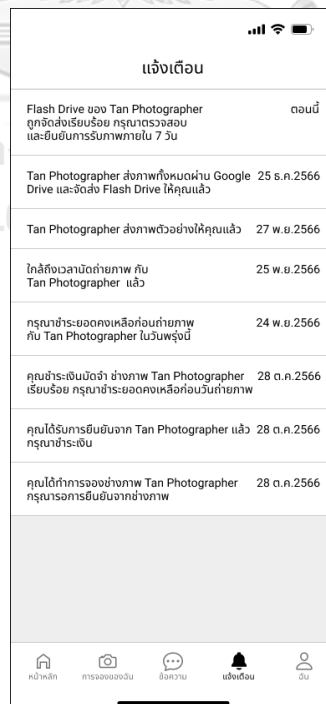 แจ้งเตือน
Flash Drive ของ Tan Photographer ตอนนี้
ถูกจัดส่งเรียบร้อย กรุณาตรวจสอบ
และยืนยันการรับภาพภายใน 7 วัน
Tan Photographer ส่งภาพทั้งหมดผ่าน Google 25 ธ.ค.2566
Drive และจัดส่ง Flash Drive ให้คุณแล้ว
Tan Photographer ส่งภาพตัวอย่างให้คุณแล้ว 27 พ.ย.2566
ใกล้ถึงเวลานัดถ่ายภาพ กับ 25 พ.ย.2566
Tan Photographer แล้ว
กรุณาชำระยอดคงเหลือก่อนถ่ายภาพ 24 พ.ย.2566
กับ Tan Photographer ในวันพรุ่งนี้
คุณชำระเงินมัดจำ ช่างภาพ Tan Photographer 28 ต.ค.2566
เรียบร้อย กรุณาชำระยอดคงเหลือก่อนวันถ่ายภาพ
คุณได้รับการยืนยันจาก Tan Photographer แล้ว 28 ต.ค.2566
กรุณาชำระเงิน
คุณได้ทำการจองช่างภาพ Tan Photographer 28 ต.ค.2566
กรุณารอการยืนยันจากช่างภาพ
หน้าหลัก การจองของฉัน ข้อความ แจ้งเตือน ฉัน